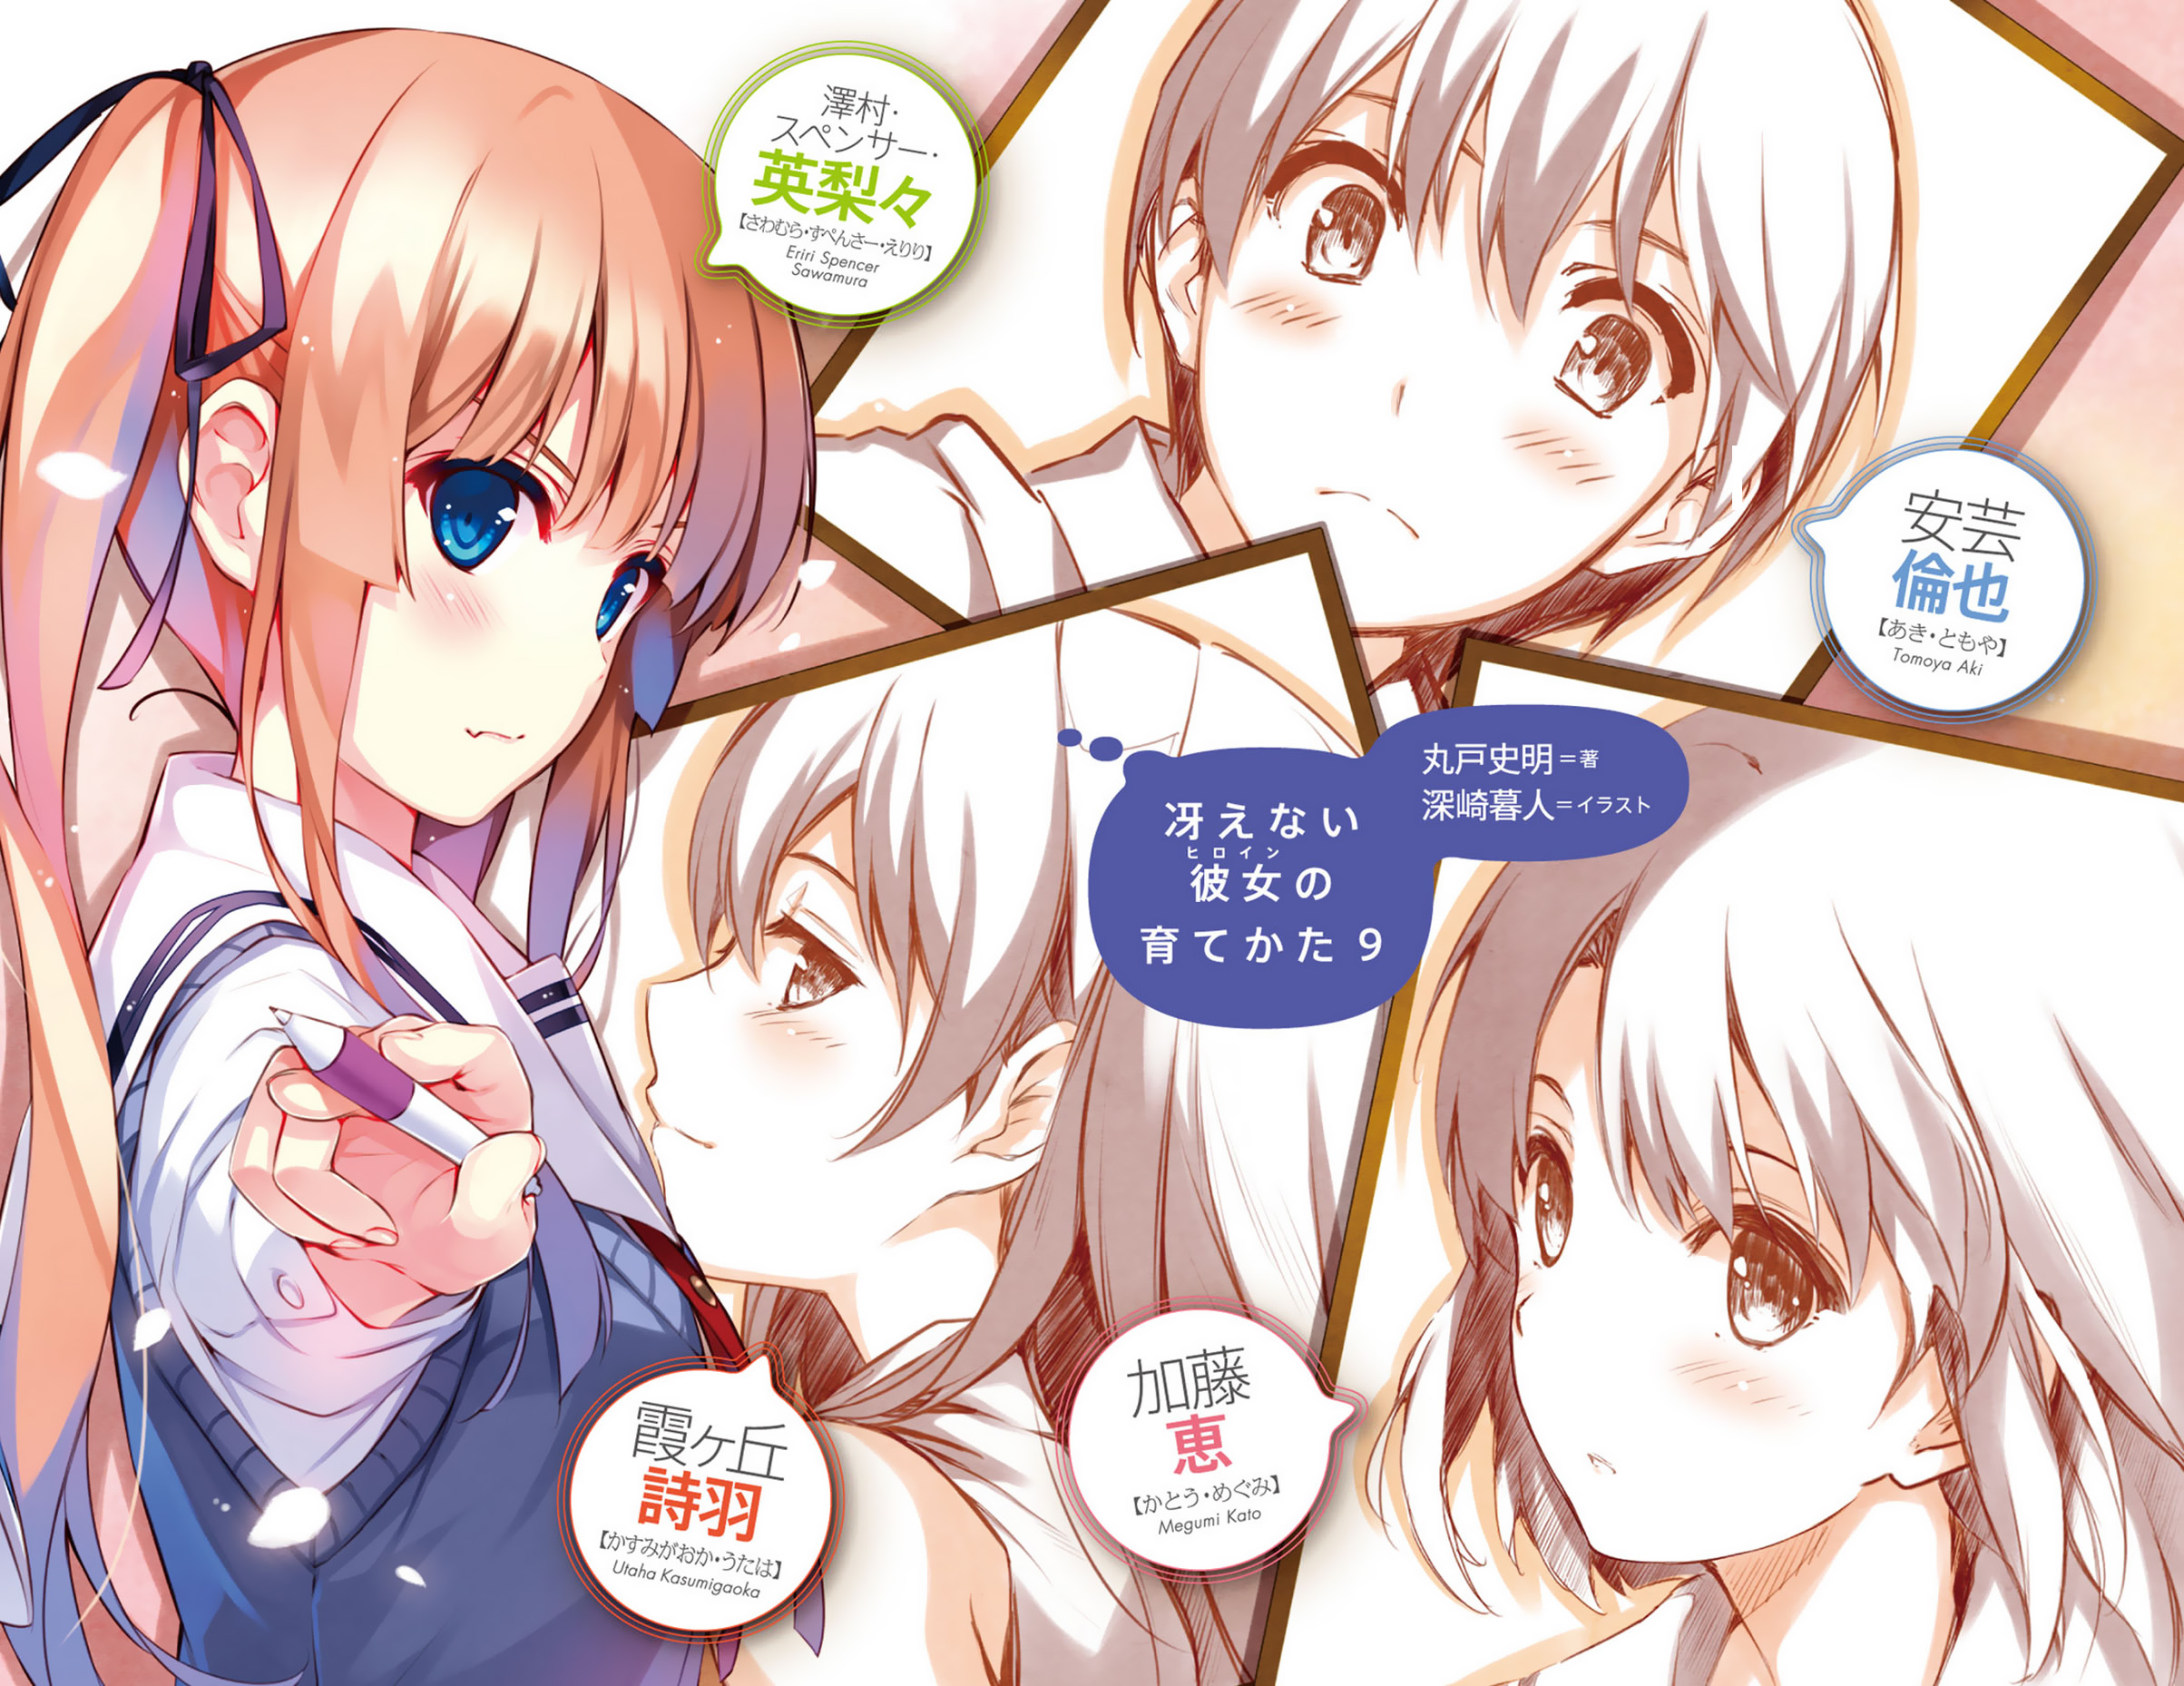 澤村・
スペンサー・
英梨々
【さわむら・すぺんさー・えりり】
Eriri Spencer
Sawamura
安芸
倫也
【あき・ともや】
Tomoya Aki
丸戸史明=著
深崎暮人=イラスト
冴えない
ヒロイン
彼女の
育てかた 9
加藤
恵
【かとう・めぐみ】
Megumi Kato
霞ヶ丘
詩羽
【かすみがおか・うたは】
Utaha Kasumigaoka